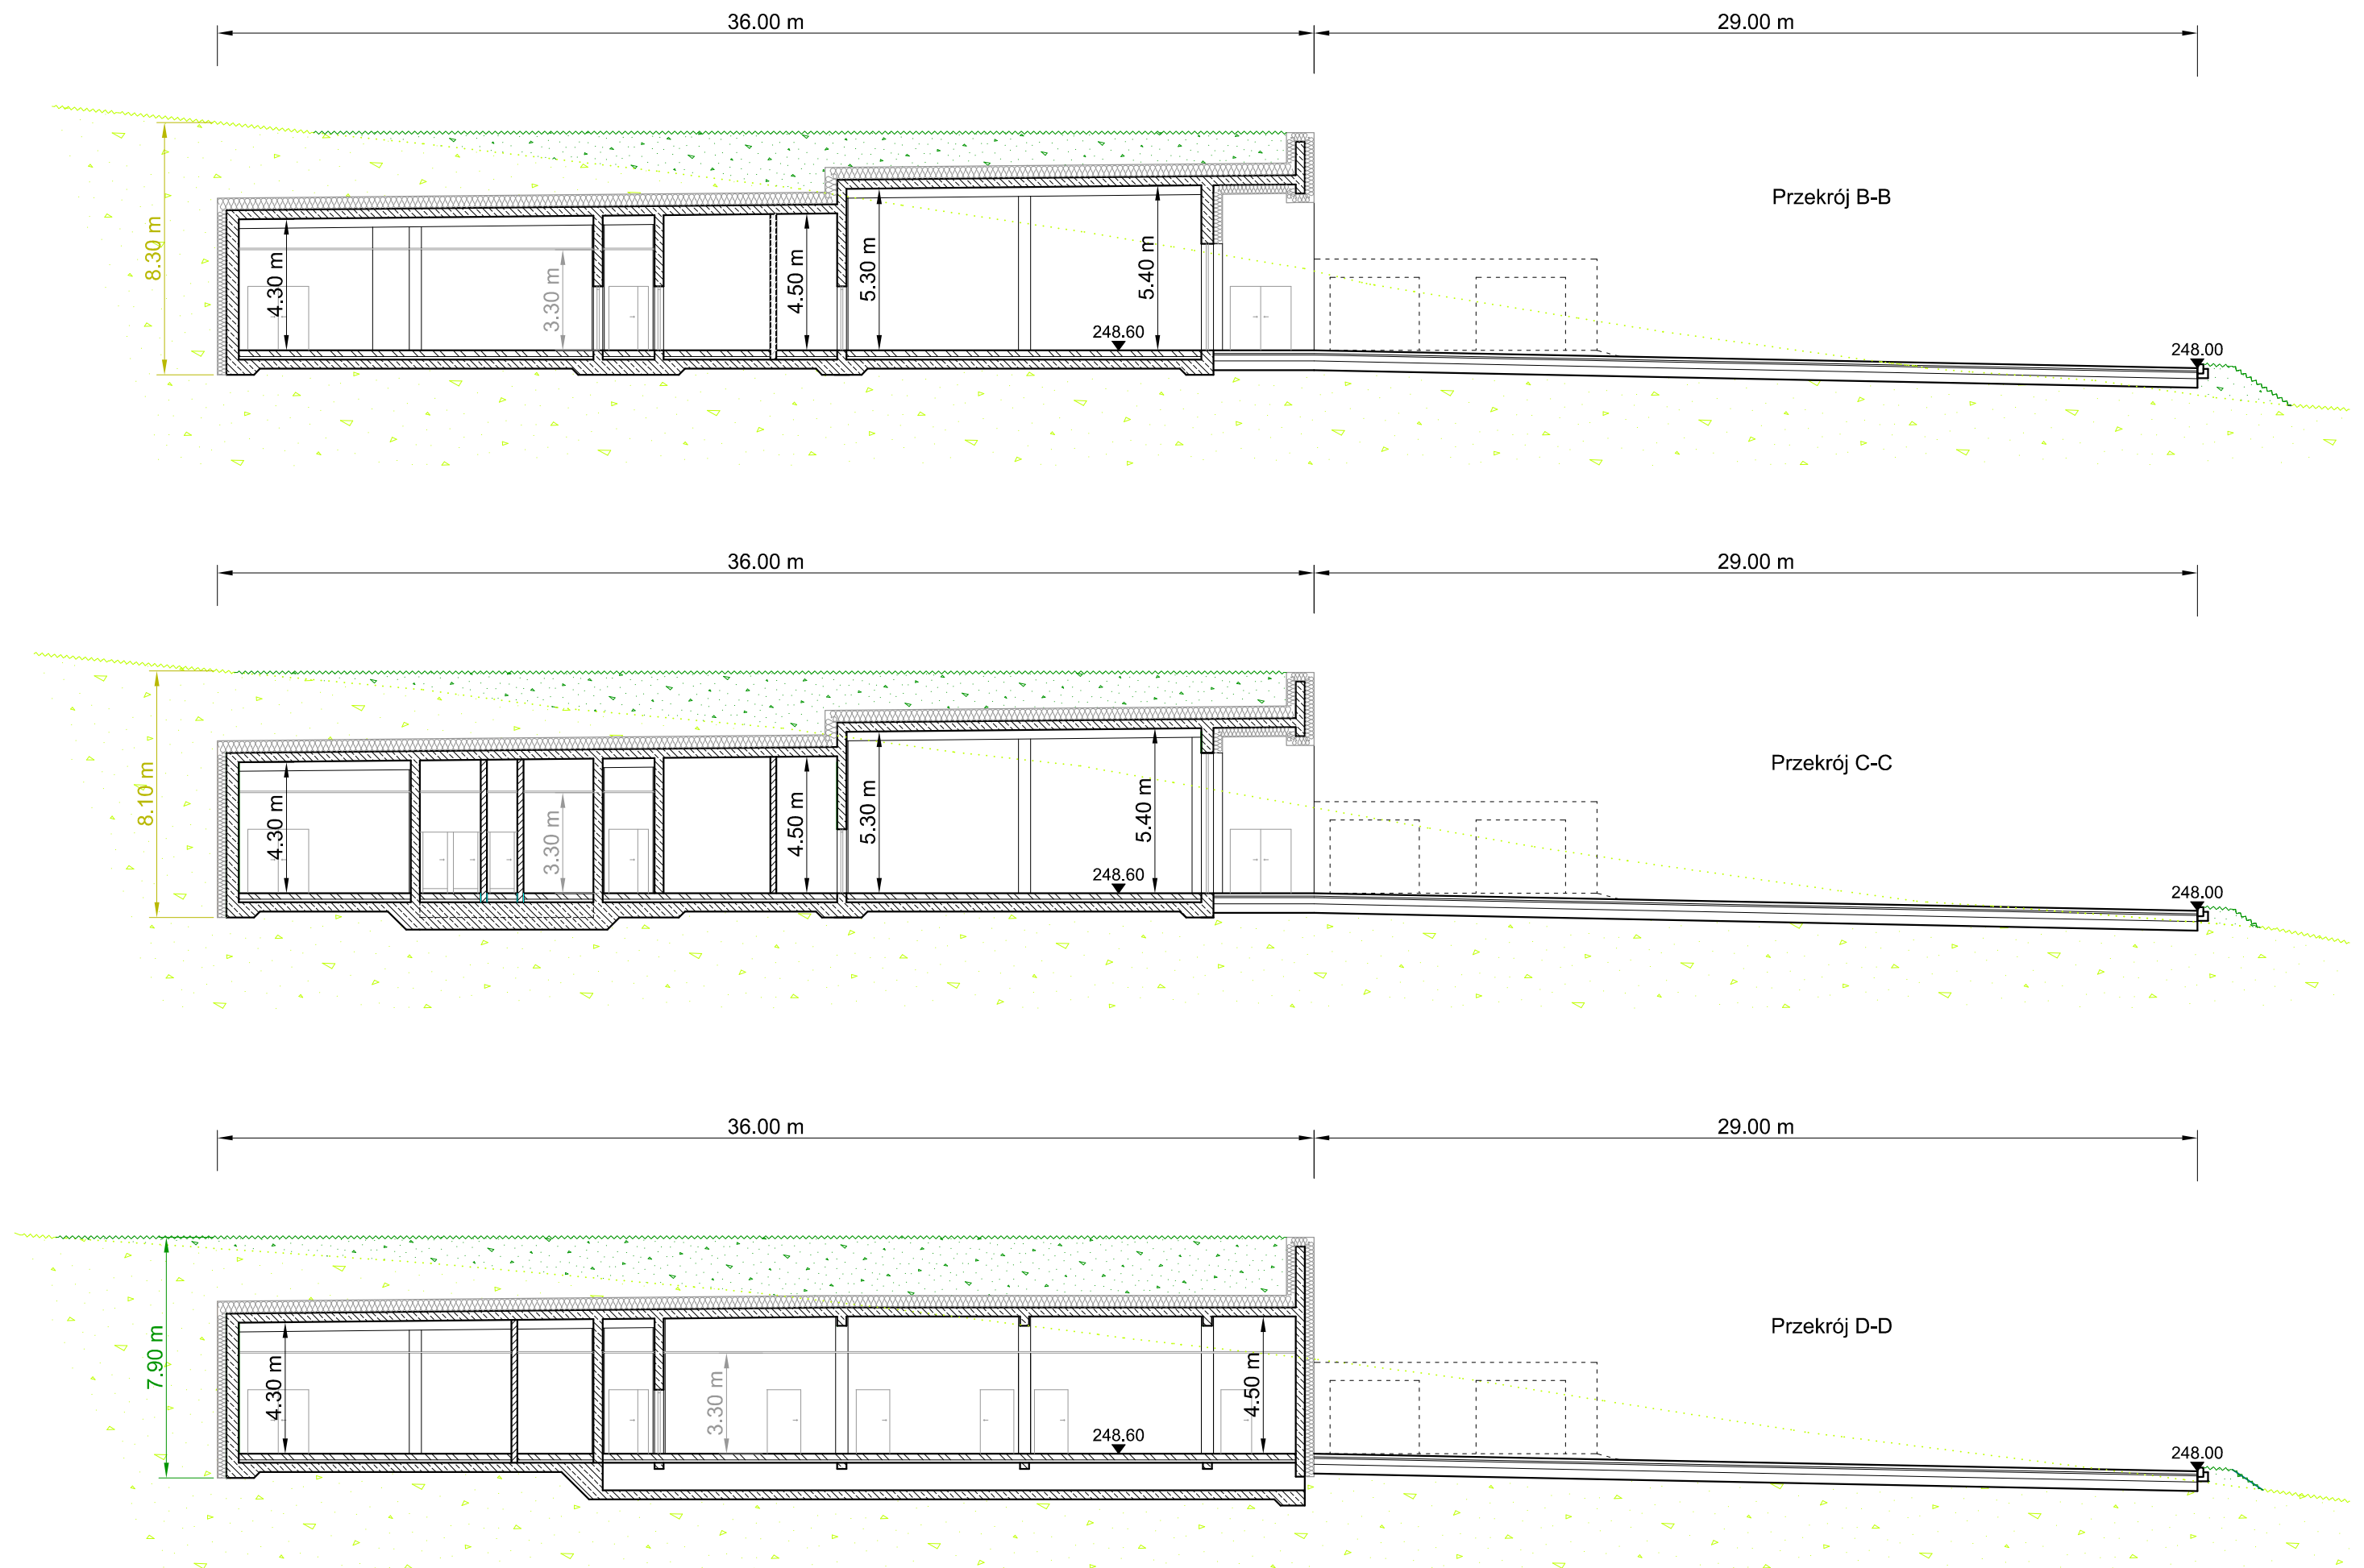 36.00 m
29.00 m
Przekrój B-B
8.30 m
4.30 m
3.30 m
4.50 m
5.30 m
5.40 m
248.60
248.00
36.00 m
29.00 m
Przekrój C-C
8.10 m
4.30 m
3.30 m
4.50 m
5.30 m
5.40 m
248.60
248.00
36.00 m
29.00 m
Przekrój D-D
7.90 m
4.30 m
3.30 m
4.50 m
248.60
248.00